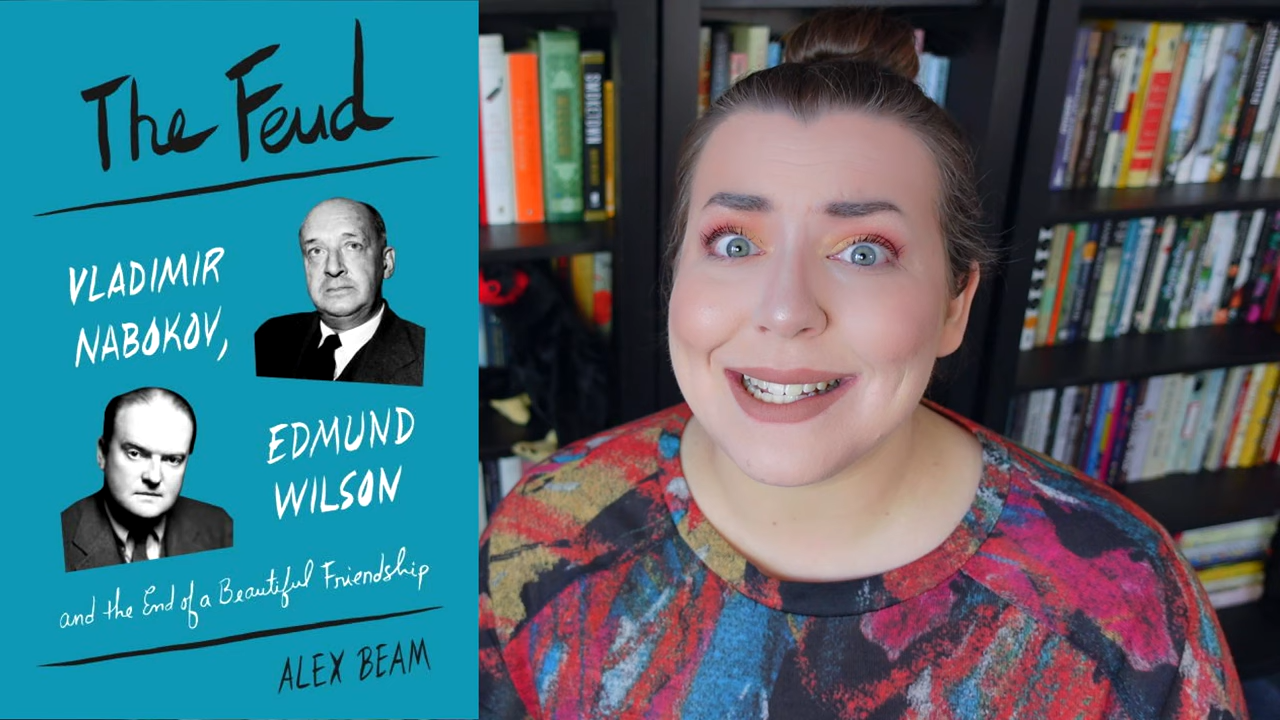 The Feud
VLADIMIR
NABOKOV,
EDMUND
WILSON
and the End of a Beautiful Friendship
ALEX BEAM